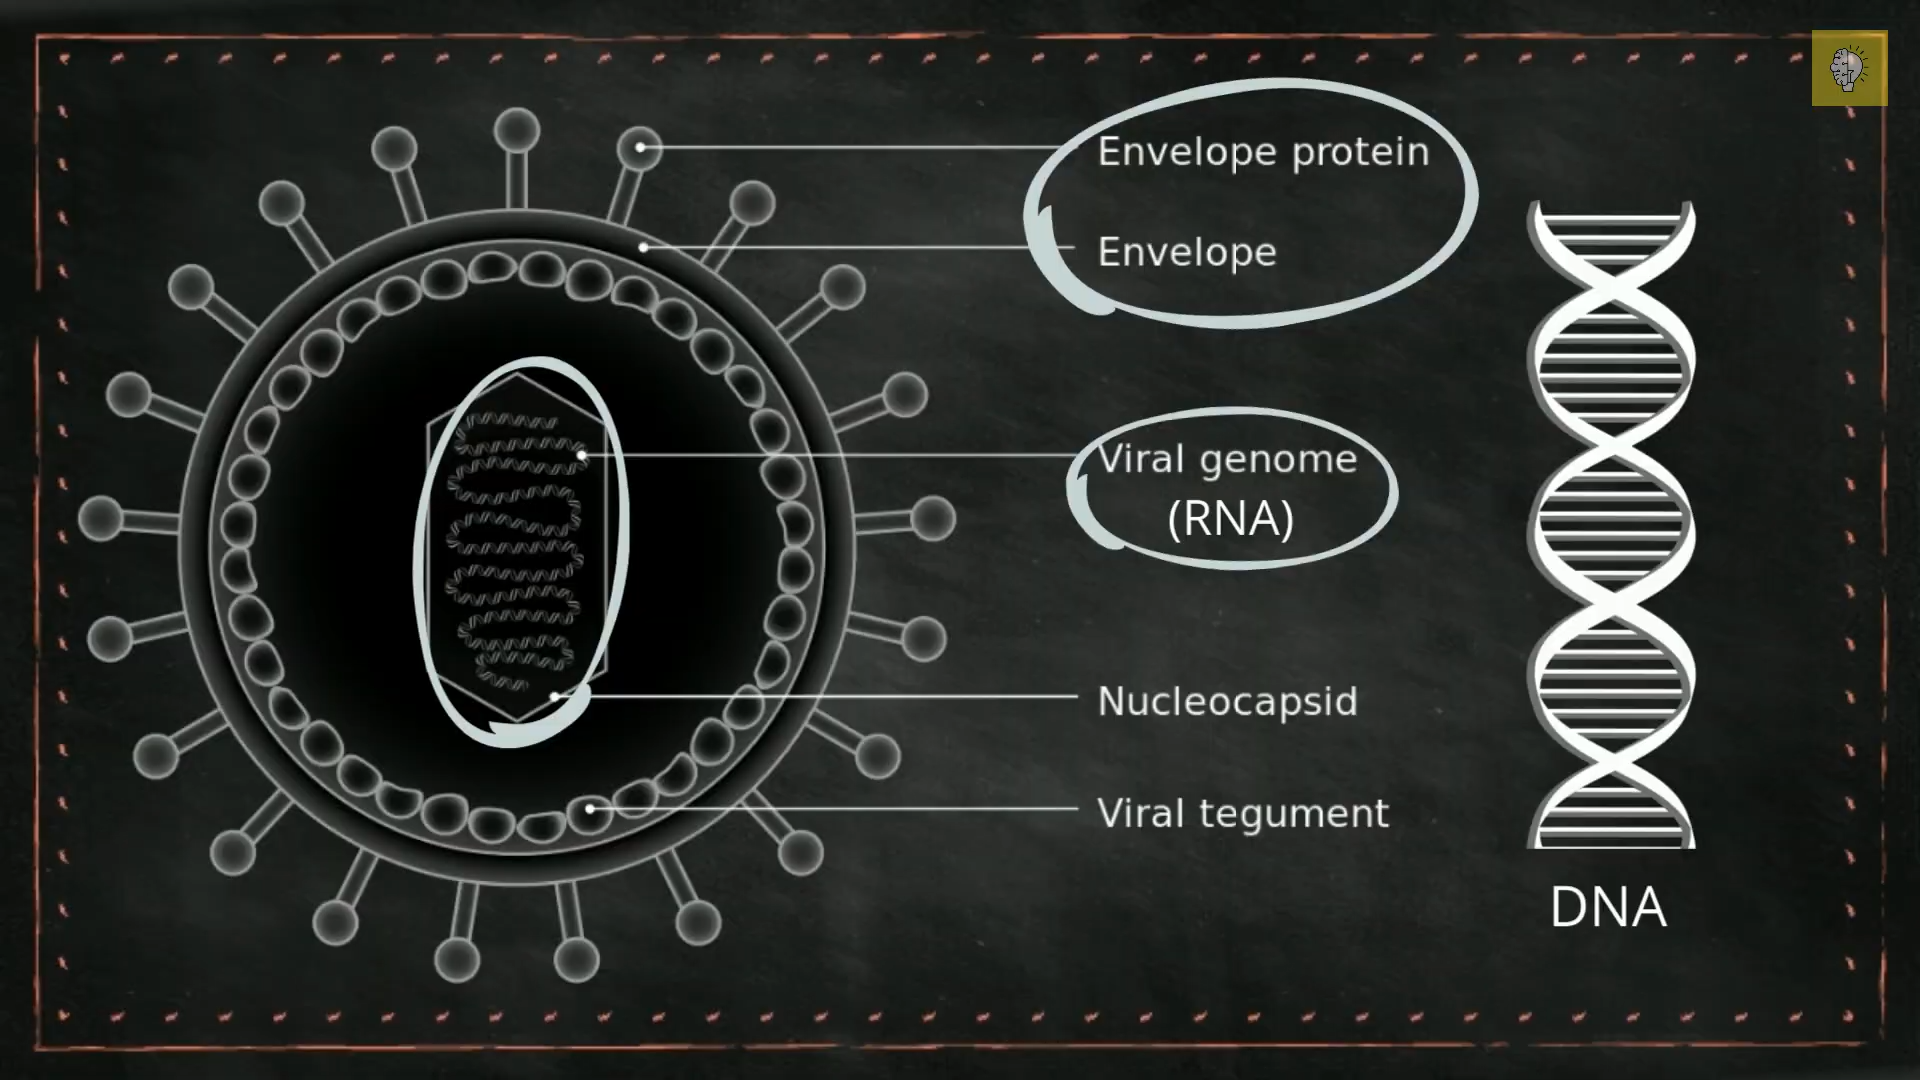 Envelope protein
Envelope
Viral genome
(RNA)
Nucleocapsid
Viral tegument
DNA